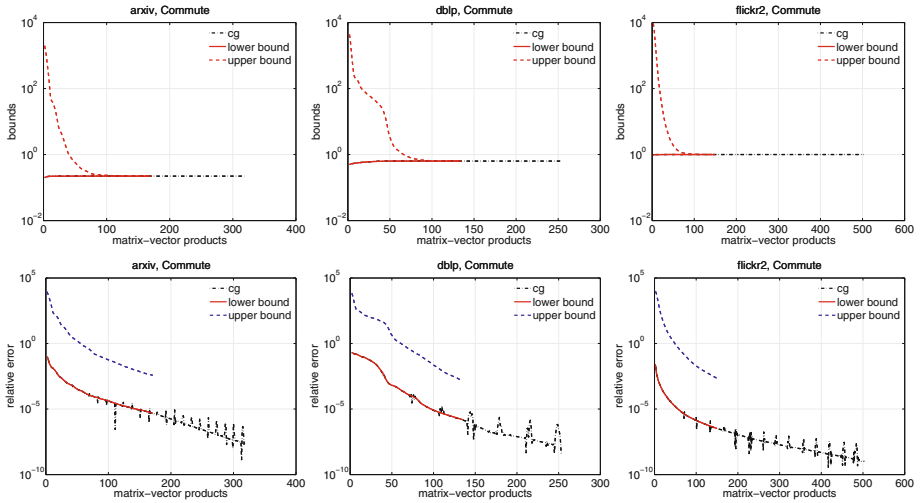 arxiv, Commute
bounds
10^4
10^2
10^0
10^−2
0
100
200
300
400
matrix−vector products
cg
lower bound
upper bound
dblp, Commute
bounds
10^4
10^2
10^0
10^−2
0
50
100
150
200
250
300
matrix−vector products
cg
lower bound
upper bound
flickr2, Commute
bounds
10^4
10^2
10^0
10^−2
0
100
200
300
400
500
600
matrix−vector products
cg
lower bound
upper bound
arxiv, Commute
relative error
10^5
10^0
10^−5
10^−10
0
100
200
300
400
matrix−vector products
cg
lower bound
upper bound
dblp, Commute
relative error
10^5
10^0
10^−5
10^−10
0
50
100
150
200
250
300
matrix−vector products
cg
lower bound
upper bound
flickr2, Commute
relative error
10^5
10^0
10^−5
10^−10
0
100
200
300
400
500
600
matrix−vector products
cg
lower bound
upper bound